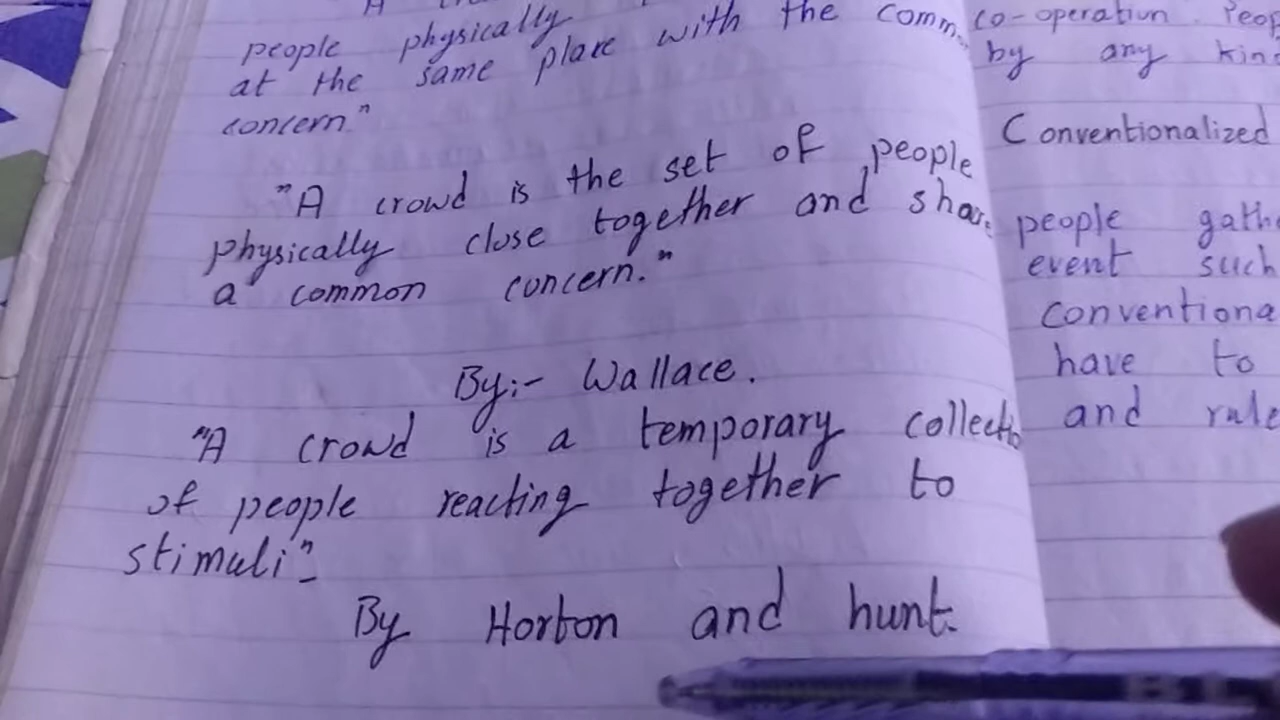 people physically
at the same place with the
concern"
"A crowd is the set of people
physically close together and share
a common concern."
By:- Wallace.
"A crowd is a temporary
of people reacting together to
stimuli"
By Horton and hunt.
co-operation
by any
Conventionalized
people
event such
have to
and